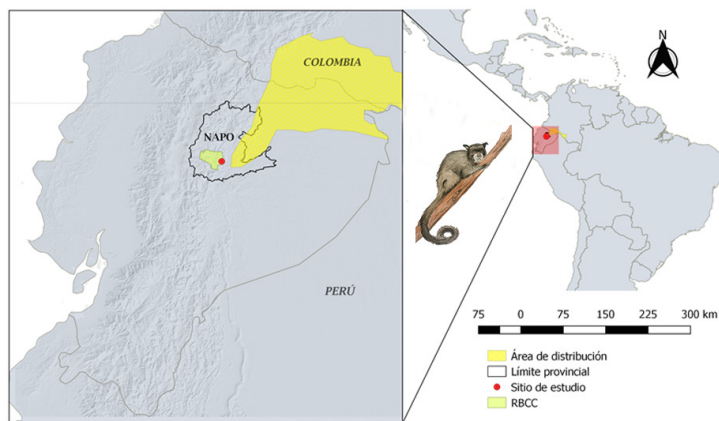 COLOMBIA
NAPO
PERÚ
N
75 0 75 150 225 300 km
Área de distribución
Límite provincial
Sitio de estudio
RBCC